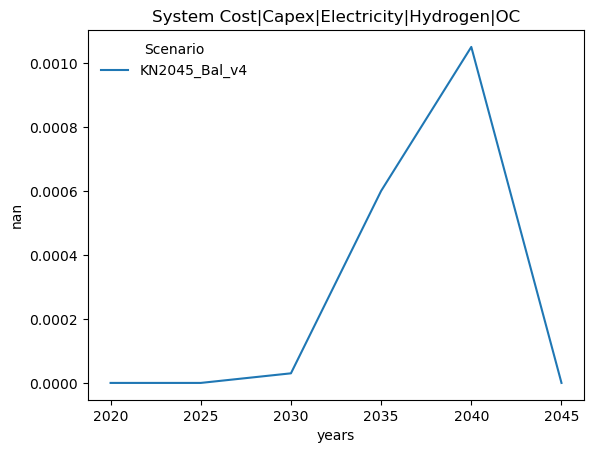 System Cost|Capex|Electricity|Hydrogen|OC
Scenario
KN2045_Bal_v4
0.0010
0.0008
0.0006
0.0004
0.0002
0.0000
nan
2020 2025 2030 2035 2040 2045
years